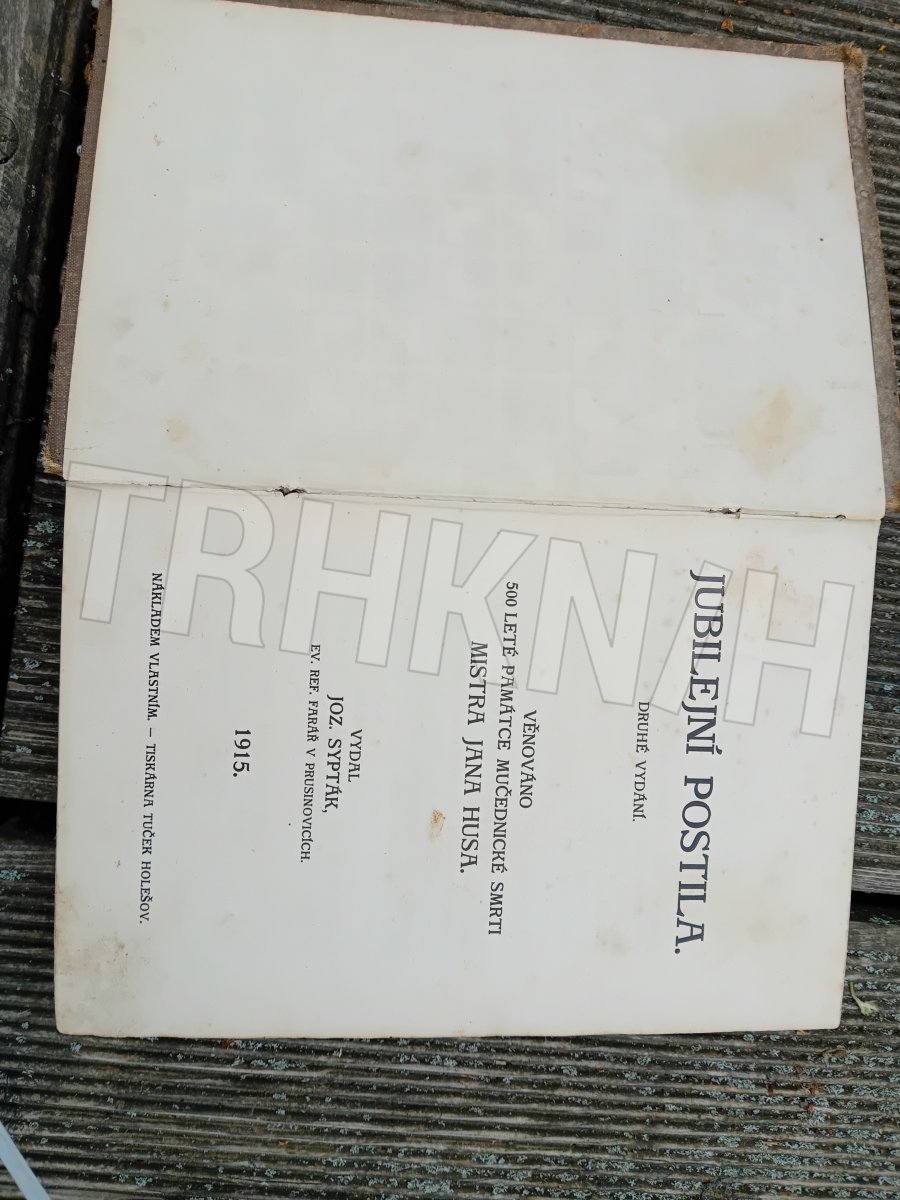 JUBILEJNÍ POSTILA.
DRUHÉ VYDÁNÍ.
VĚNOVÁNO
500 LETÉ PAMÁTCE MUČEDNICKÉ SMRTI
MISTRA JANA HUSA.
VYDAL
JOZ. SYPTÁK,
EV. REF. FARÁŘ V PRUSINOVICÍCH.
1915.
NÁKLADEM VLASTNÍM. — TISKÁRNA TUČEK HOLEŠOV.
TRHKNIH